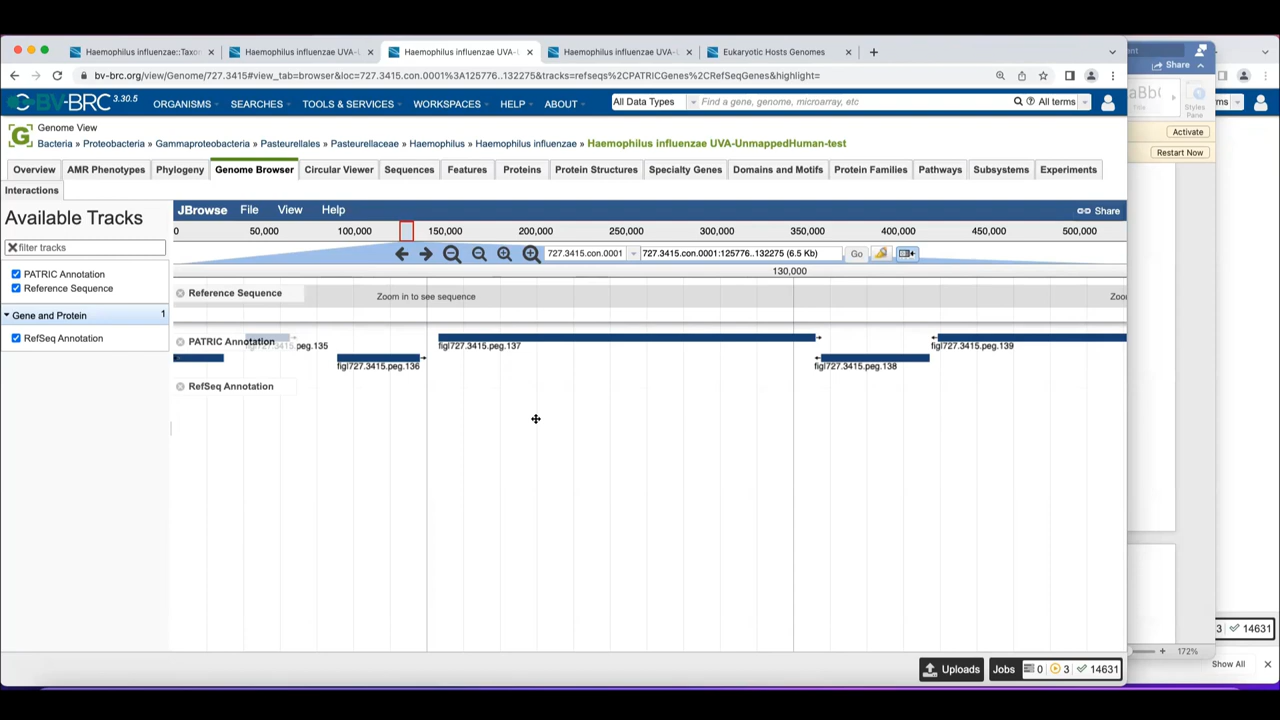 Haemophilus influenzae::Taxon
Haemophilus influenzae UVA-U
Haemophilus influenzae UVA-U
Haemophilus influenzae UVA-U
Eukaryotic Hosts Genomes
bv-brc.org/view/Genome/727.3415#view_tab=browser&loc=727.3415.con.0001%3A125776..132275&tracks=refseqs%2CPATRICGenes%2CRefSeqGenes&highlight=
Share
BV-BRC 3.30.5
ORGANISMS
SEARCHES
TOOLS & SERVICES
WORKSPACES
HELP
ABOUT
All Data Types
Find a gene, genome, microarray, etc
All terms
Styles Pane
Activate
Restart Now
Genome View
Bacteria » Proteobacteria » Gammaproteobacteria » Pasteurellales » Pasteurellaceae » Haemophilus » Haemophilus influenzae » Haemophilus influenzae UVA-UnmappedHuman-test
Overview
AMR Phenotypes
Phylogeny
Genome Browser
Circular Viewer
Sequences
Features
Proteins
Protein Structures
Specialty Genes
Domains and Motifs
Protein Families
Pathways
Subsystems
Experiments
Interactions
Available Tracks
filter tracks
PATRIC Annotation
Reference Sequence
Gene and Protein 1
RefSeq Annotation
JBrowse
File
View
Help
Share
0 50,000 100,000 150,000 200,000 250,000 300,000 350,000 400,000 450,000 500,000
727.3415.con.0001
727.3415.con.0001:125776..132275 (6.5 Kb)
Go
130,000
Reference Sequence
Zoom in to see sequence
Zoo
PATRIC Annotation
fig|727.3415.peg.135
fig|727.3415.peg.137
fig|727.3415.peg.139
fig|727.3415.peg.136
fig|727.3415.peg.138
RefSeq Annotation
Uploads
Jobs 0 3 14631
3 14631
172%
Show All